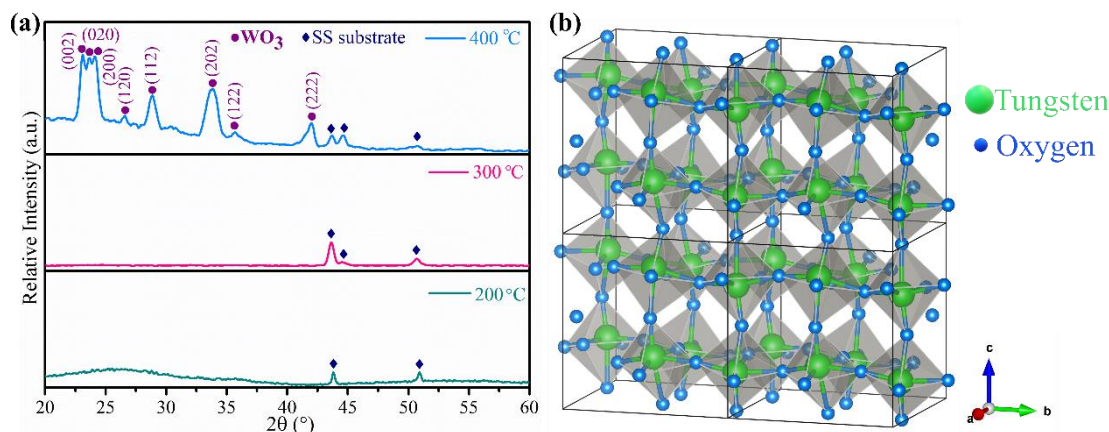 (a)
(002)
(020)
(200)
(120)
(112)
(202)
(122)
(222)
WO₃
SS substrate
400 °C
300 °C
200 °C
Relative Intensity (a.u.)
20 25 30 35 40 45 50 55 60
2θ (°)
(b)
Tungsten
Oxygen
c
a
b